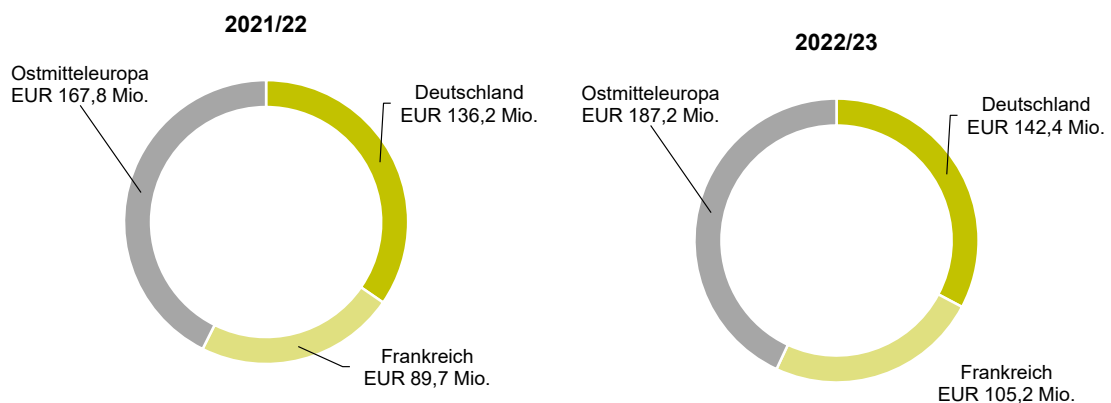 2021/22
Ostmitteleuropa
EUR 167,8 Mio.
Deutschland
EUR 136,2 Mio.
Frankreich
EUR 89,7 Mio.
2022/23
Ostmitteleuropa
EUR 187,2 Mio.
Deutschland
EUR 142,4 Mio.
Frankreich
EUR 105,2 Mio.